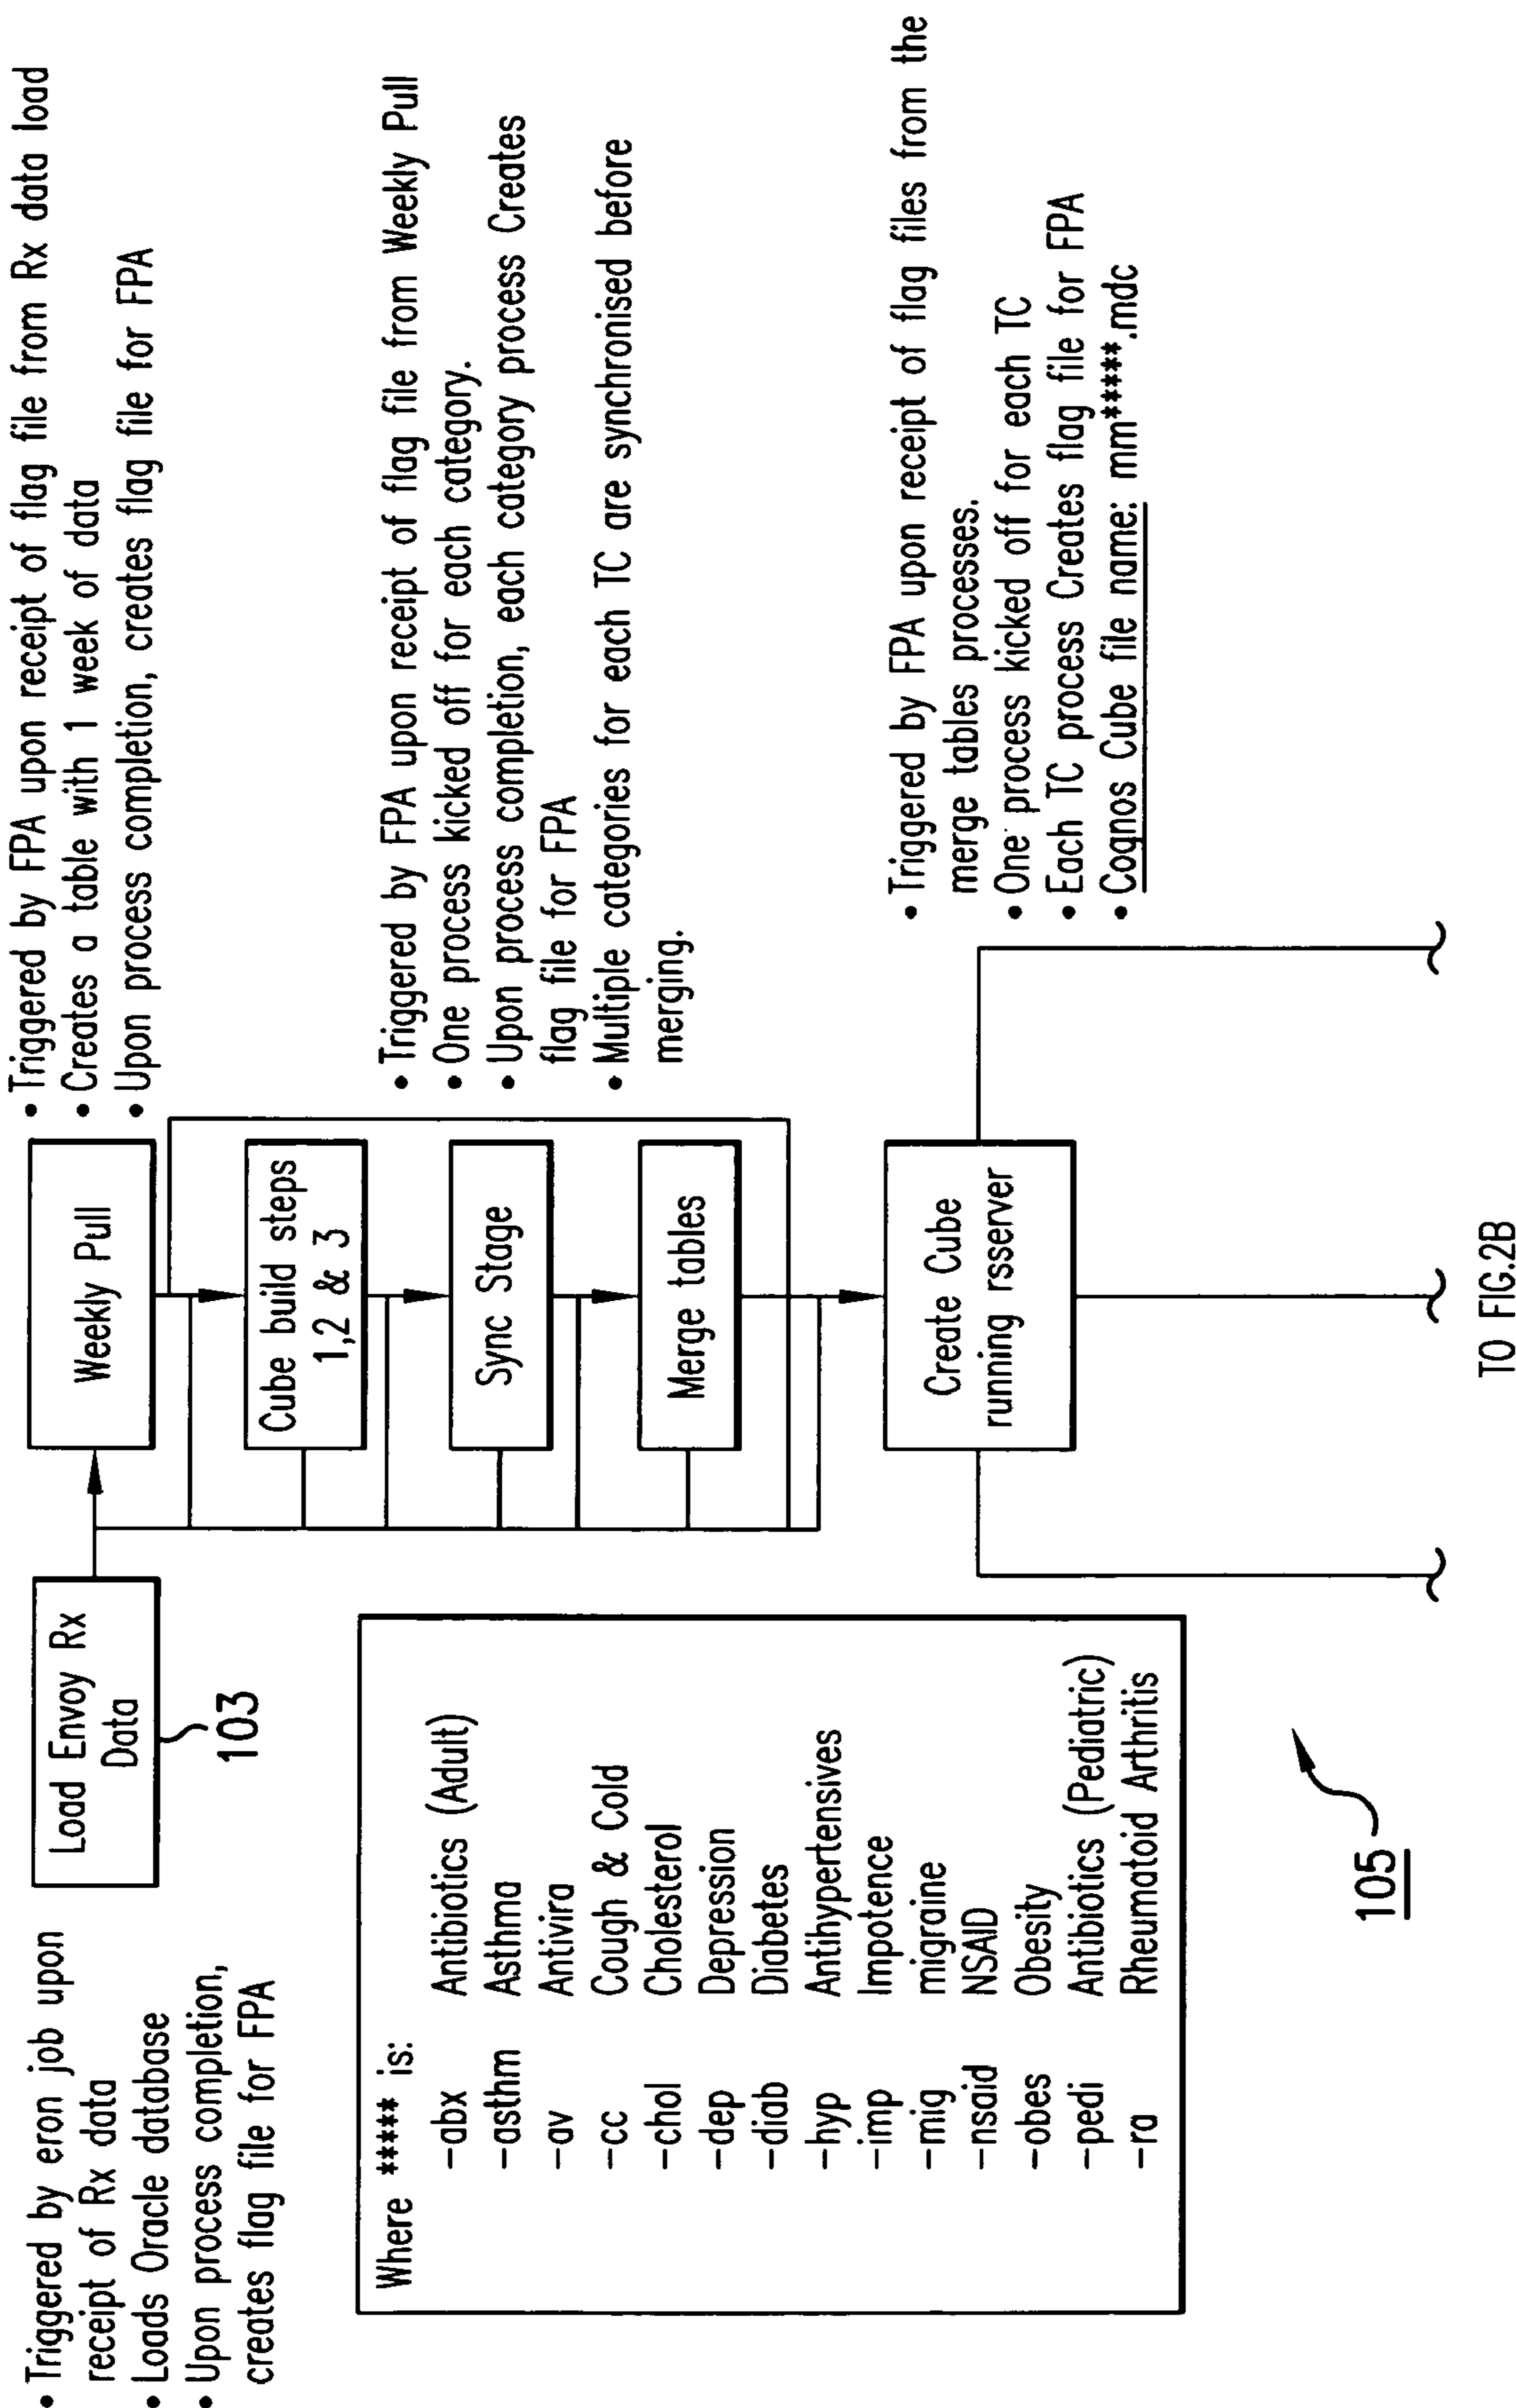 • Triggered by eron job upon
receipt of Rx data
• Loads Oracle database
• Upon process completion,
creates flag file for FPA
Load Envoy Rx
Data
103
Weekly Pull
• Triggered by FPA upon receipt of flag file from Rx data load
• Creates a table with 1 week of data
• Upon process completion, creates flag file for FPA
Cube build steps
1,2 & 3
Sync Stage
Merge tables
• Triggered by FPA upon receipt of flag file from Weekly Pull
• One process kicked off for each category.
• Upon process completion, each category process Creates
flag file for FPA
• Multiple categories for each TC are synchronised before
merging.
Where ***** is:
–abx Antibiotics (Adult)
–asthm Asthma
–av Antivira
–cc Cough & Cold
–chol Cholesterol
–dep Depression
–diab Diabetes
–hyp Antihypertensives
–imp Impotence
–mig migraine
–nsaid NSAID
–obes Obesity
–pedi Antibiotics (Pediatric)
–ra Rheumatoid Arthritis
Create Cube
running rsserver
• Triggered by FPA upon receipt of flag files from the
merge tables processes.
• One process kicked off for each TC
• Each TC process Creates flag file for FPA
• Cognos Cube file name: mm*****.mdc
105
TO FIG.2B